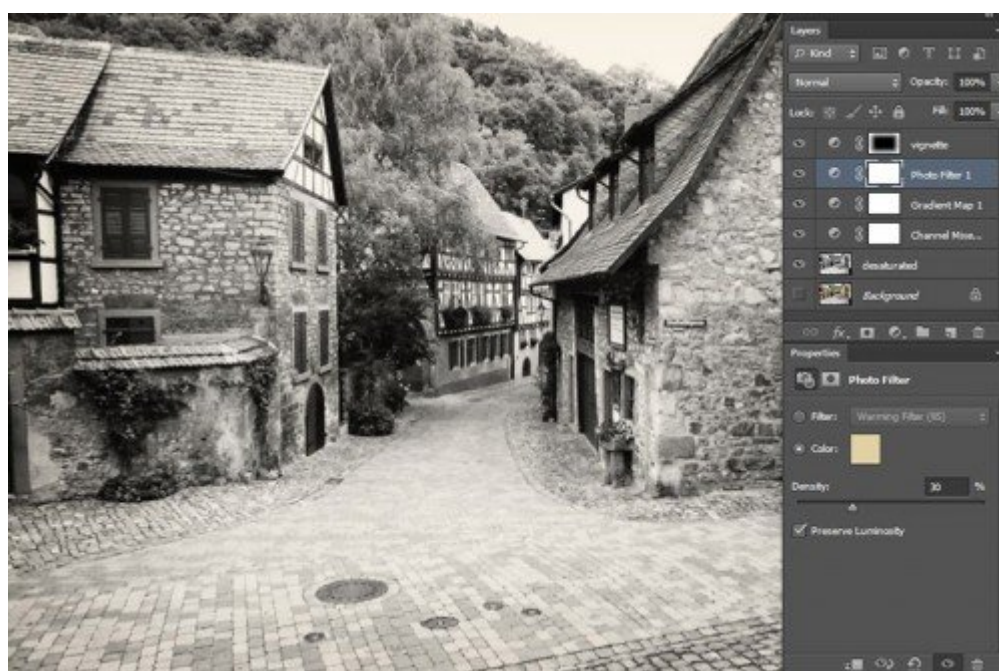 Layers
Kind
Normal
Opacity: 100%
Lock:
Fill: 100%
vignette
Photo Filter 1
Gradient Map 1
Channel Mixe...
desaturated
Background
fx
Properties
Photo Filter
Filter: Warming Filter (85)
Color:
Density: 30 %
Preserve Luminosity